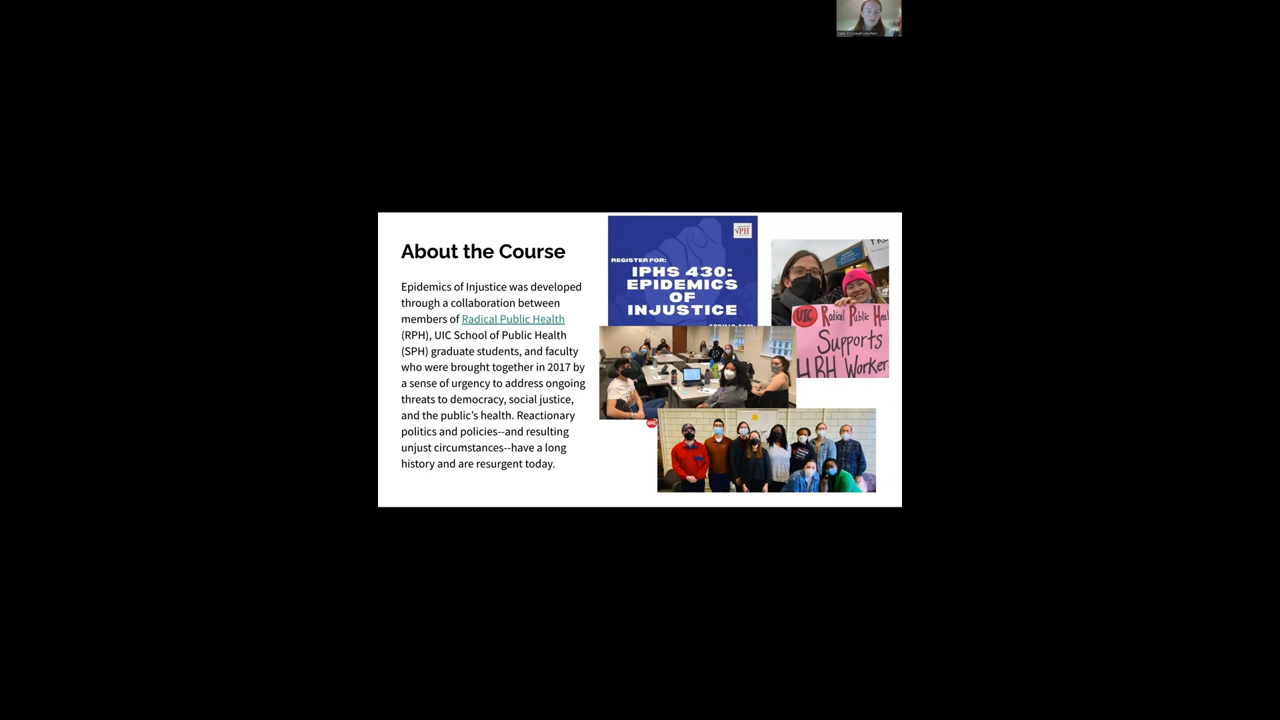 About the Course
Epidemics of Injustice was developed
through a collaboration between
members of Radical Public Health
(RPH), UIC School of Public Health
(SPH) graduate students, and faculty
who were brought together in 2017 by
a sense of urgency to address ongoing
threats to democracy, social justice,
and the public's health. Reactionary
politics and policies--and resulting
unjust circumstances--have a long
history and are resurgent today.
REGISTER FOR:
IPHS 430:
EPIDEMICS
OF
INJUSTICE
UIC Radical Public Heal
Supports
Worker
UIC